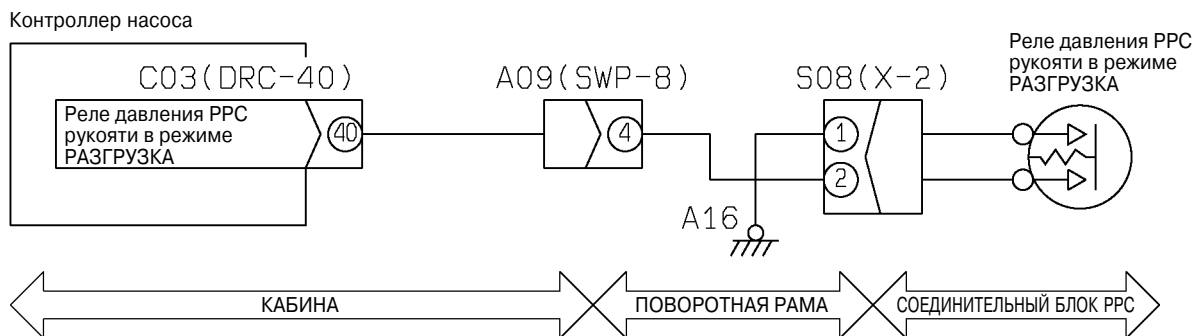 Контроллер насоса
Реле давления PPC
рукояти в режиме
РАЗГРУЗКА
C03(DRC-40)
A09(SWP-8)
S08(X-2)
Реле давления PPC
рукояти в режиме
РАЗГРУЗКА
40
4
1
2
A16
КАБИНА
ПОВОРОТНАЯ РАМА
СОЕДИНИТЕЛЬНЫЙ БЛОК PPC